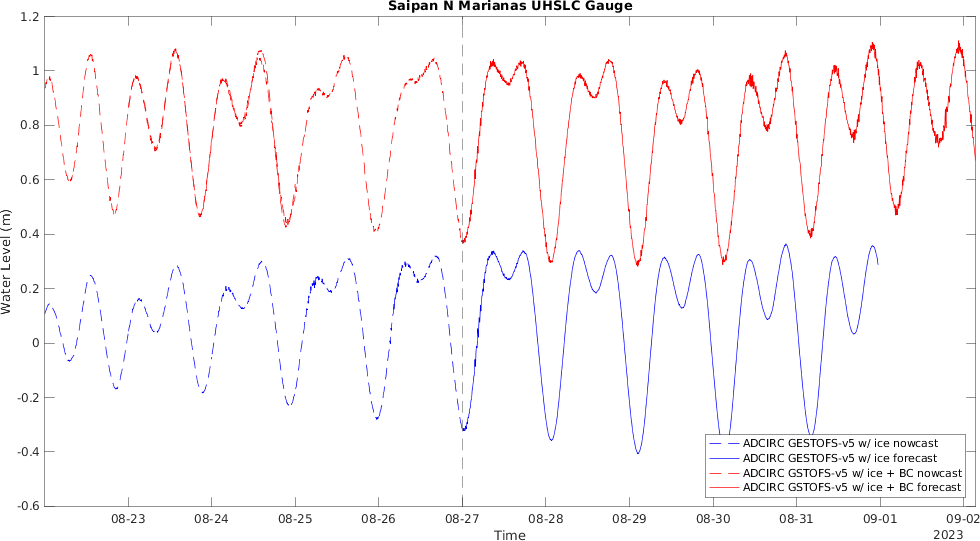 Saipan N Marianas UHSLC Gauge
1.2
1
0.8
0.6
0.4
0.2
0
-0.2
-0.4
-0.6
Water Level (m)
ADCIRC GESTOFS-v5 w/ ice nowcast
ADCIRC GESTOFS-v5 w/ ice forecast
ADCIRC GSTOFS-v5 w/ ice + BC nowcast
ADCIRC GSTOFS-v5 w/ ice + BC forecast
08-23 08-24 08-25 08-26 08-27 08-28 08-29 08-30 08-31 09-01 09-02
Time
2023